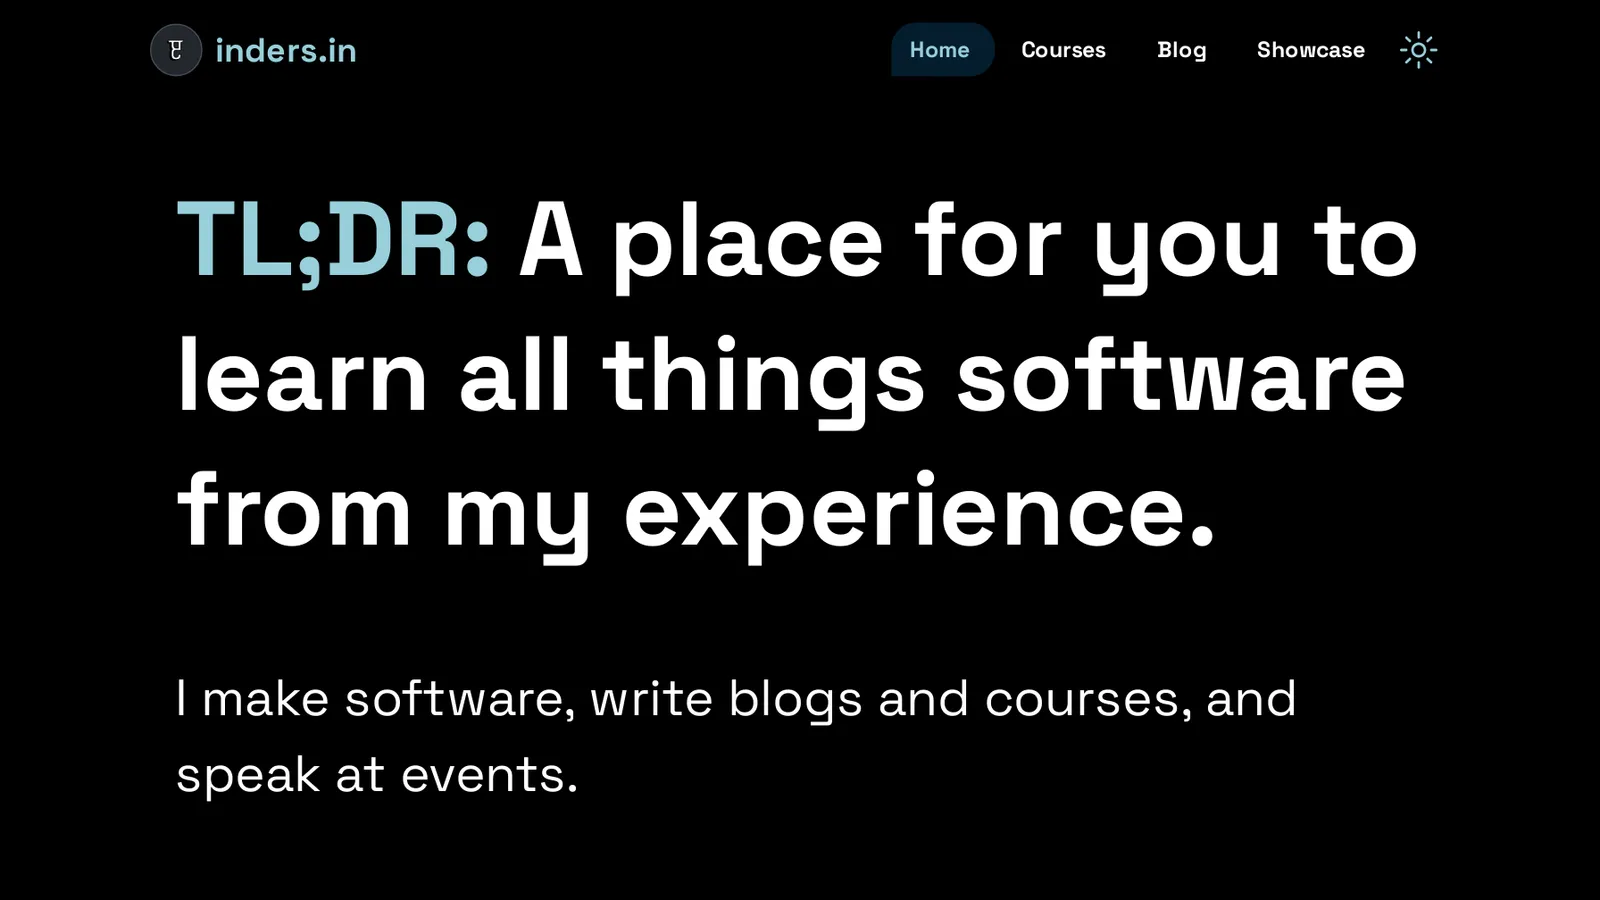 inders.in
Home Courses Blog Showcase
TL;DR: A place for you to
learn all things software
from my experience.
I make software, write blogs and courses, and
speak at events.